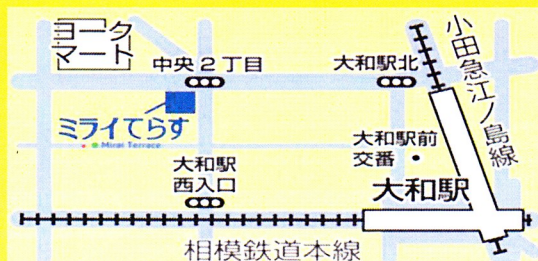 ヨーク
マート
中央2丁目
大和駅北
小田急江ノ島線
ミライてらす
Mirai Terrace
大和駅前
交番
大和駅
西入口
大和駅
相模鉄道本線